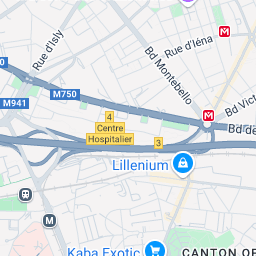 Rue d'Isly
Rue d'Iéna
Bd Montebello
M750
M941
4
Centre
Hospitalier
3
Bd Vic
Bd de
Lillenium
M
Kaba Exotic
CANTON OF